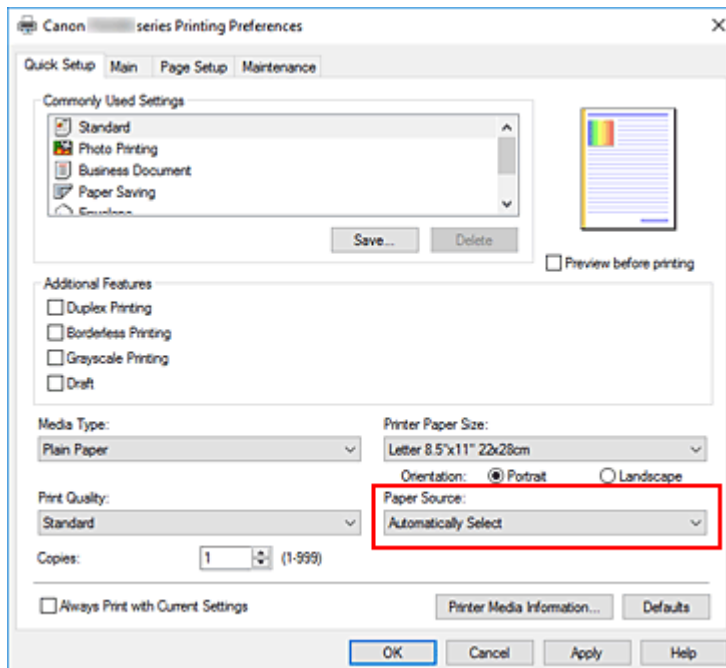 Canon series Printing Preferences
Quick Setup Main Page Setup Maintenance
Commonly Used Settings
Standard
Photo Printing
Business Document
Paper Saving
Envelope
Save... Delete
Preview before printing
Additional Features
Duplex Printing
Borderless Printing
Grayscale Printing
Draft
Media Type: Printer Paper Size:
Plain Paper Letter 8.5"x11" 22x28cm
Orientation: Portrait Landscape
Print Quality: Paper Source:
Standard Automatically Select
Copies: 1 (1-999)
Always Print with Current Settings Printer Media Information... Defaults
OK Cancel Apply Help